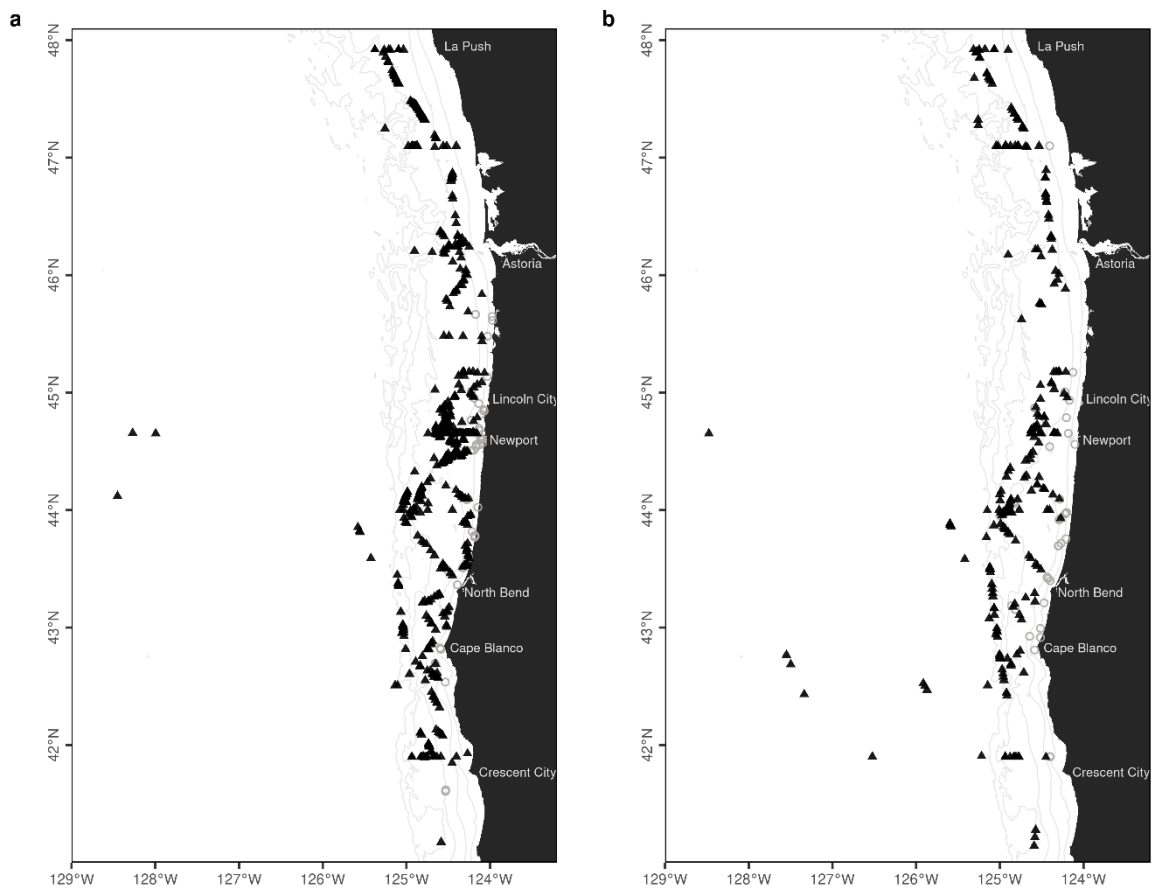 a
48°N
47°N
46°N
45°N
44°N
43°N
42°N
La Push
Astoria
Lincoln City
Newport
North Bend
Cape Blanco
Crescent City
129°W 128°W 127°W 126°W 125°W 124°W
b
48°N
47°N
46°N
45°N
44°N
43°N
42°N
La Push
Astoria
Lincoln City
Newport
North Bend
Cape Blanco
Crescent City
129°W 128°W 127°W 126°W 125°W 124°W